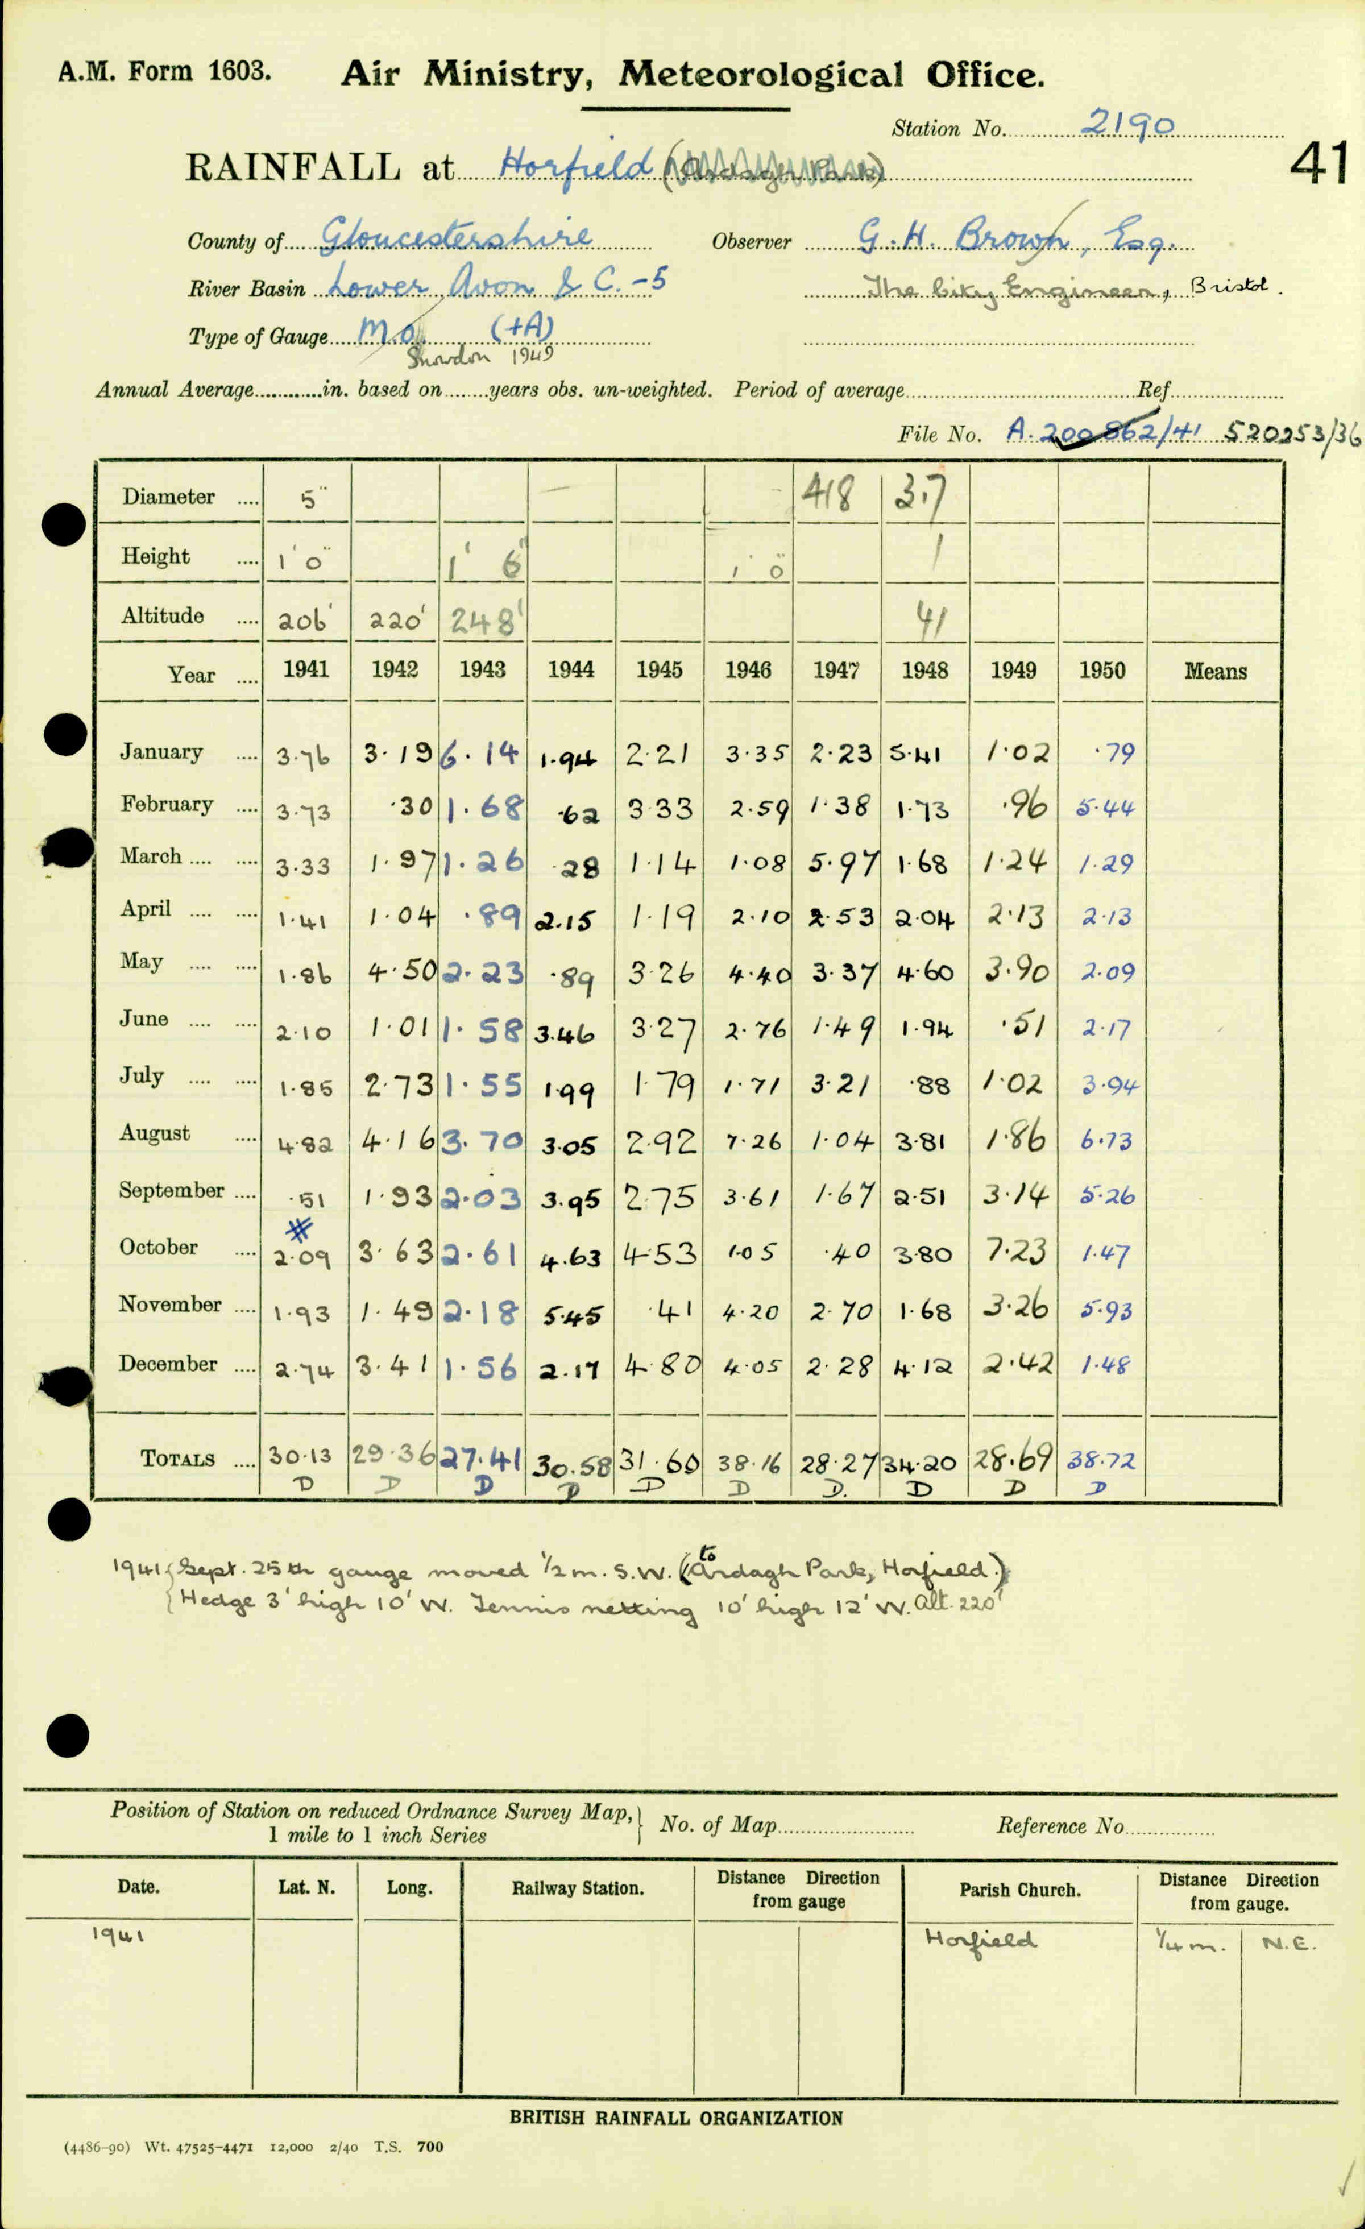 A.M. Form 1603. Air Ministry, Meteorological Office.
Station No. 2190
41
RAINFALL at Horfield (Ardagh Park)
County of Gloucestershire Observer G. H. Brown, Esq.
River Basin Lower Avon & C. -5 The City Engineer, Bristol.
Type of Gauge M.O. (+A)
Snowdon 1949
Annual Average in. based on years obs. un-weighted. Period of average Ref
File No. A. 200862/41 520253/36
Diameter 5" 418 3.7
Height 1' 0" 1' 6" 1' 0" 1
Altitude 206' 220' 248' 41
Year 1941 1942 1943 1944 1945 1946 1947 1948 1949 1950 Means
January 3.76 3.19 6.14 1.94 2.21 3.35 2.23 5.41 1.02 .79
February 3.73 .30 1.68 .62 3.33 2.59 1.38 1.73 .96 5.44
March 3.33 1.97 1.26 .28 1.14 1.08 5.97 1.68 1.24 1.29
April 1.41 1.04 .89 2.15 1.19 2.10 2.53 2.04 2.13 2.13
May 1.86 4.50 2.23 .89 3.26 4.40 3.37 4.60 3.90 2.09
June 2.10 1.01 1.58 3.46 3.27 2.76 1.49 1.94 .51 2.17
July 1.85 2.73 1.55 1.99 1.79 1.71 3.21 .88 1.02 3.94
August 4.82 4.16 3.70 3.05 2.92 7.26 1.04 3.81 1.86 6.73
September .51 1.93 2.03 3.95 2.75 3.61 1.67 2.51 3.14 5.26
#
October 2.09 3.63 2.61 4.63 4.53 1.05 .40 3.80 7.23 1.47
November 1.93 1.49 2.18 5.45 .41 4.20 2.70 1.68 3.26 5.93
December 2.74 3.41 1.56 2.17 4.80 4.05 2.28 4.12 2.42 1.48
TOTALS 30.13 29.36 27.41 30.58 31.60 38.16 28.27 34.20 28.69 38.72
D D D D D D D. D D D
1941 { Sept. 25th gauge moved 1/2 m. S.W. (to Ardagh Park, Horfield.)
{ Hedge 3' high 10' W. Tennis netting 10' high 12' W. Alt. 220'
Position of Station on reduced Ordnance Survey Map, } No. of Map Reference No
1 mile to 1 inch Series
Date. Lat. N. Long. Railway Station. Distance Direction from gauge Parish Church. Distance Direction from gauge.
1941 Horfield 1/4 m. N.E.
BRITISH RAINFALL ORGANIZATION
(4486-90) Wt. 47525-4471 12,000 2/40 T.S. 700